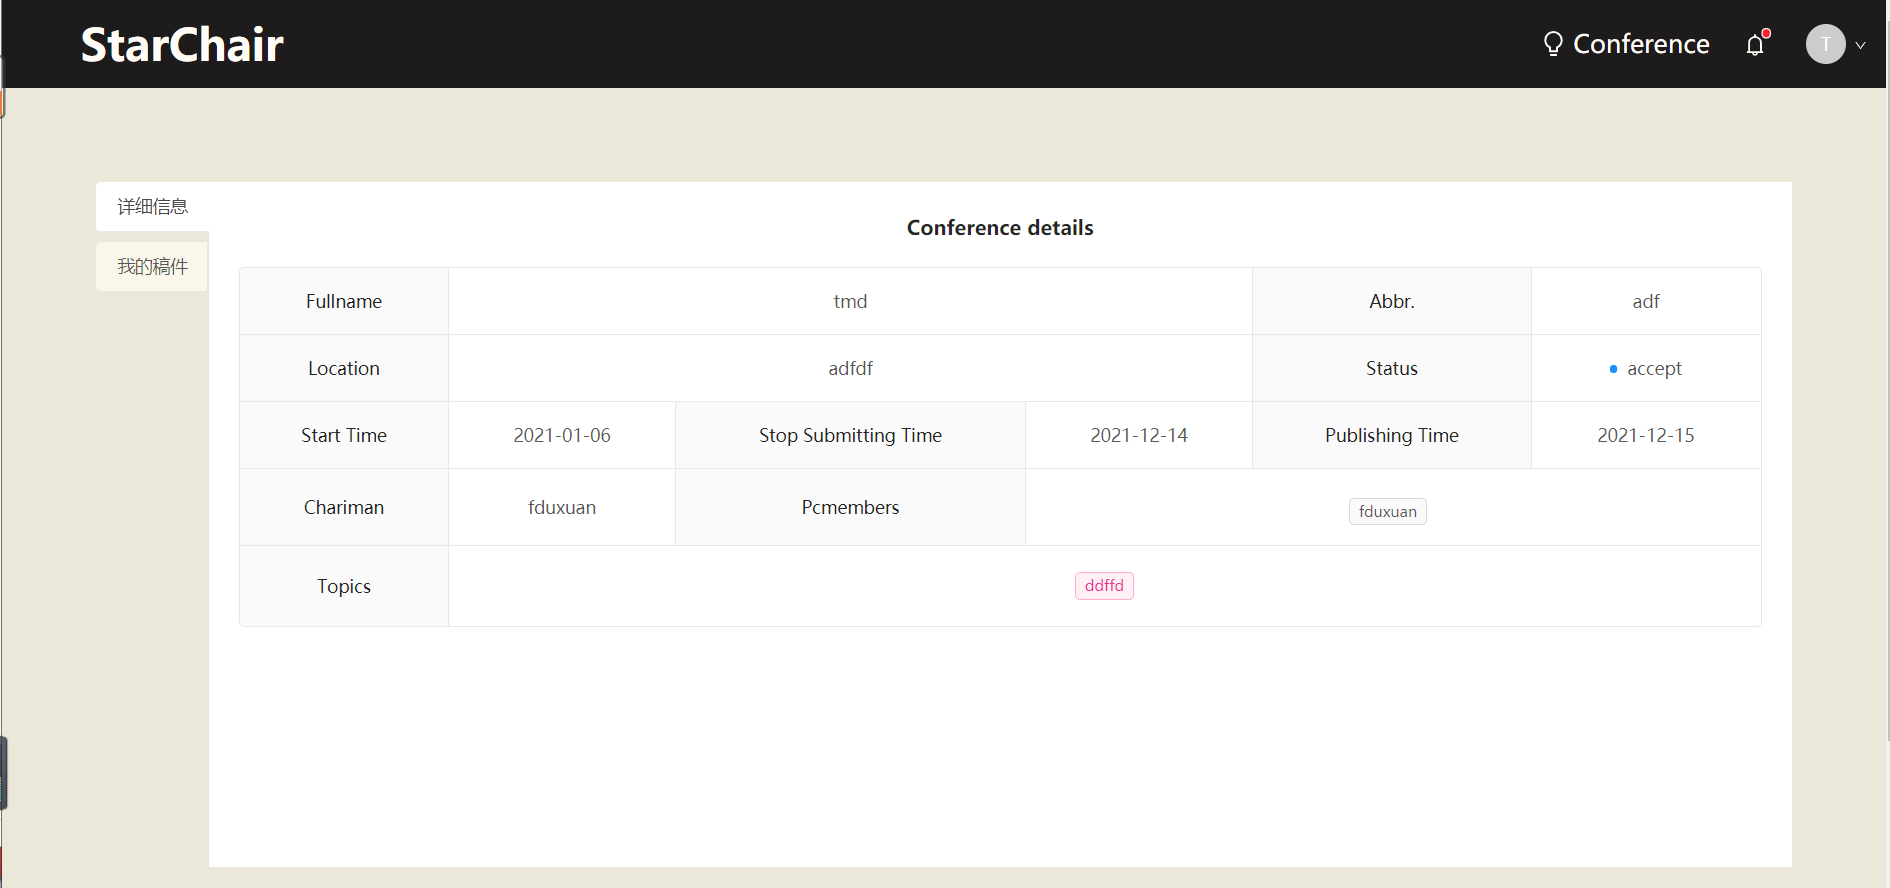 StarChair
Conference
T
详细信息
我的稿件
Conference details
Fullname tmd Abbr. adf
Location adfdf Status accept
Start Time 2021-01-06 Stop Submitting Time 2021-12-14 Publishing Time 2021-12-15
Chariman fduxuan Pcmembers fduxuan
Topics ddffd